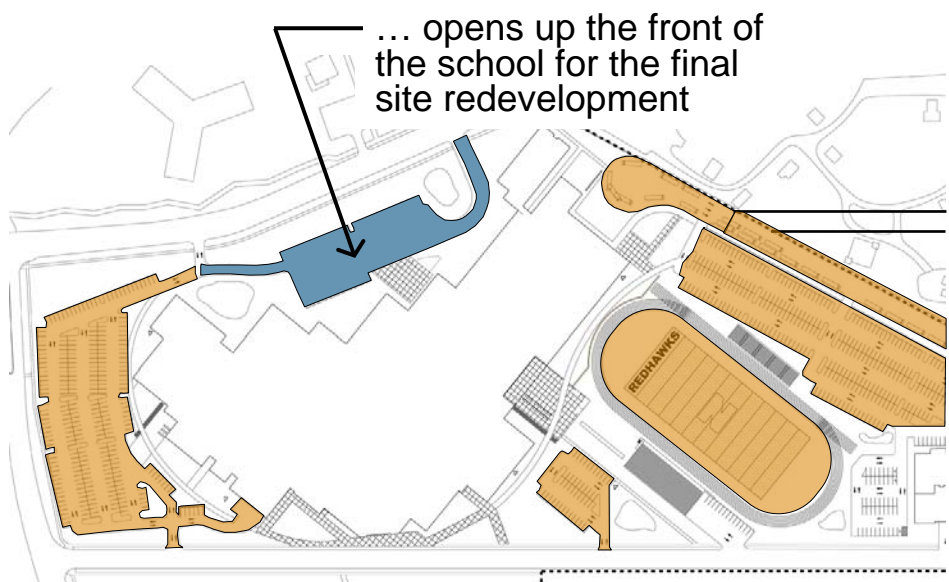 … opens up the front of
the school for the final
site redevelopment
REDHAWKS